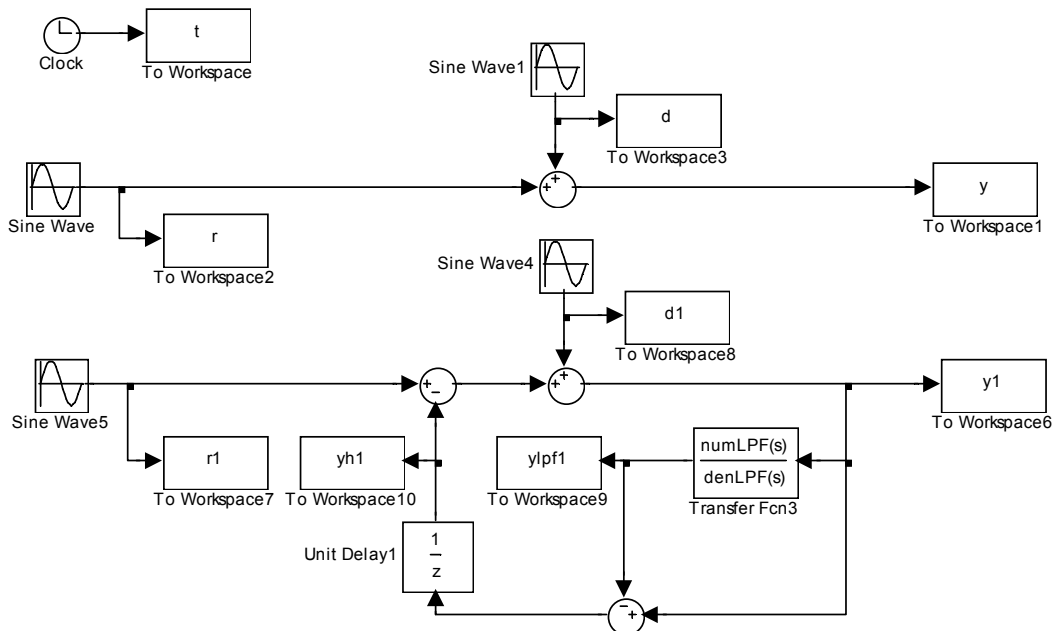 t
Clock
To Workspace
Sine Wave1
d
To Workspace3
+
+
y
Sine Wave
To Workspace1
r
To Workspace2
Sine Wave4
d1
To Workspace8
+
−
+
+
y1
Sine Wave5
To Workspace6
r1
To Workspace7
yh1
To Workspace10
ylpf1
To Workspace9
numLPF(s)
denLPF(s)
Transfer Fcn3
Unit Delay1
1
z
−
+